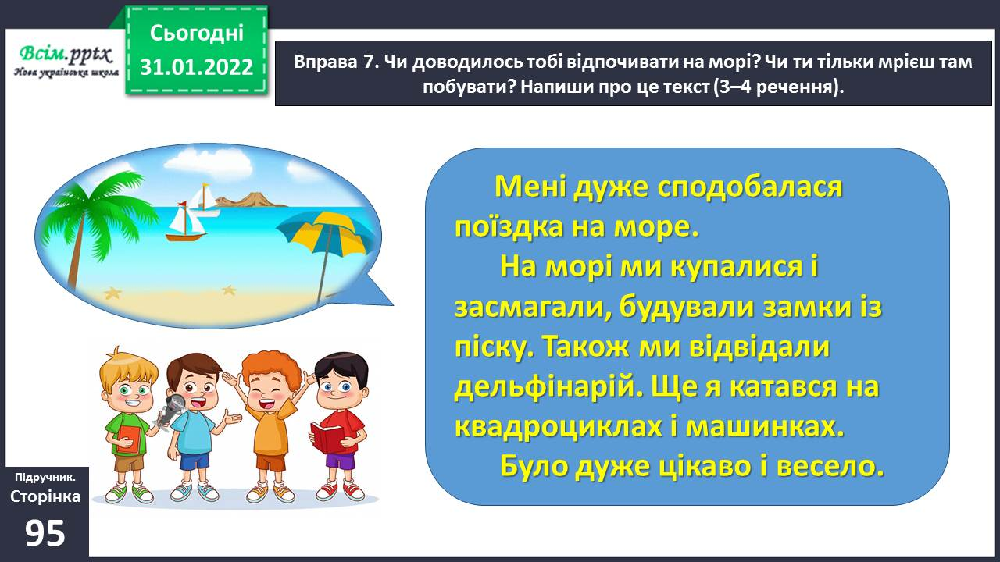 Сьогодні
31.01.2022
Всім.pptx
Нова українська школа
Вправа 7. Чи доводилось тобі відпочивати на морі? Чи ти тільки мрієш там
побувати? Напиши про це текст (3–4 речення).
Мені дуже сподобалася
поїздка на море.
На морі ми купалися і
засмагали, будували замки із
піску. Також ми відвідали
дельфінарій. Ще я катався на
квадроциклах і машинках.
Було дуже цікаво і весело.
Підручник.
Сторінка
95